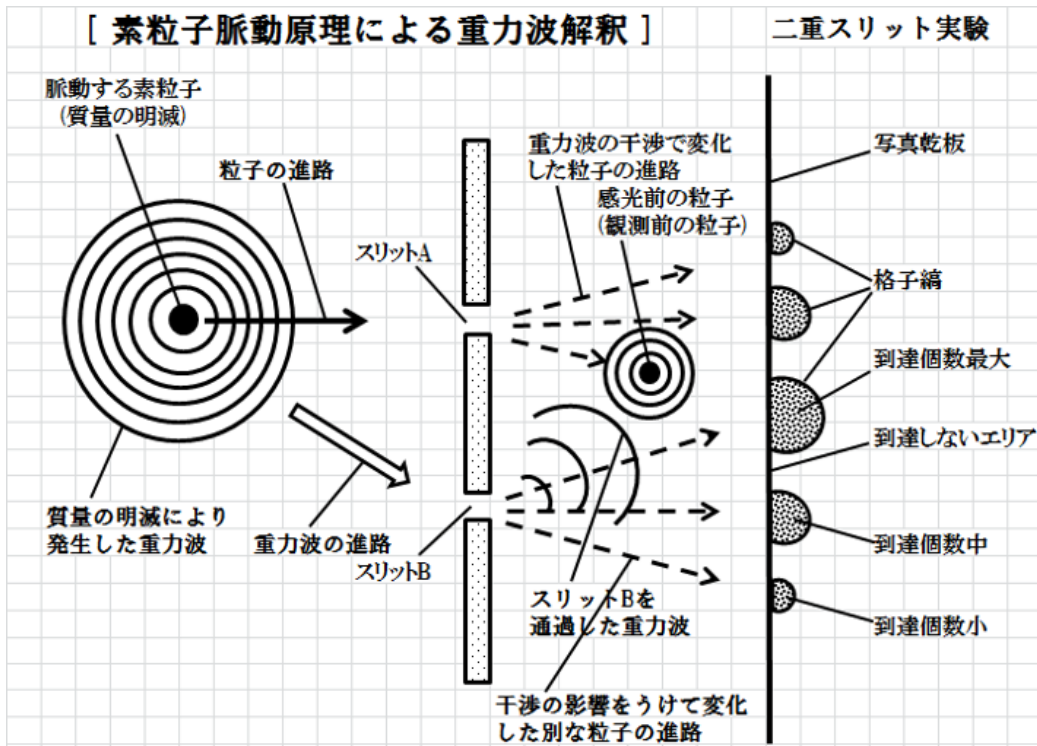 [ 素粒子脈動原理による重力波解釈 ]
二重スリット実験
脈動する素粒子
(質量の明滅)
粒子の進路
重力波の干渉で変化
した粒子の進路
感光前の粒子
(観測前の粒子)
写真乾板
スリットA
格子縞
到達個数最大
到達しないエリア
質量の明滅により
発生した重力波
重力波の進路
スリットB
到達個数中
スリットBを
通過した重力波
到達個数小
干渉の影響をうけて変化
した別な粒子の進路